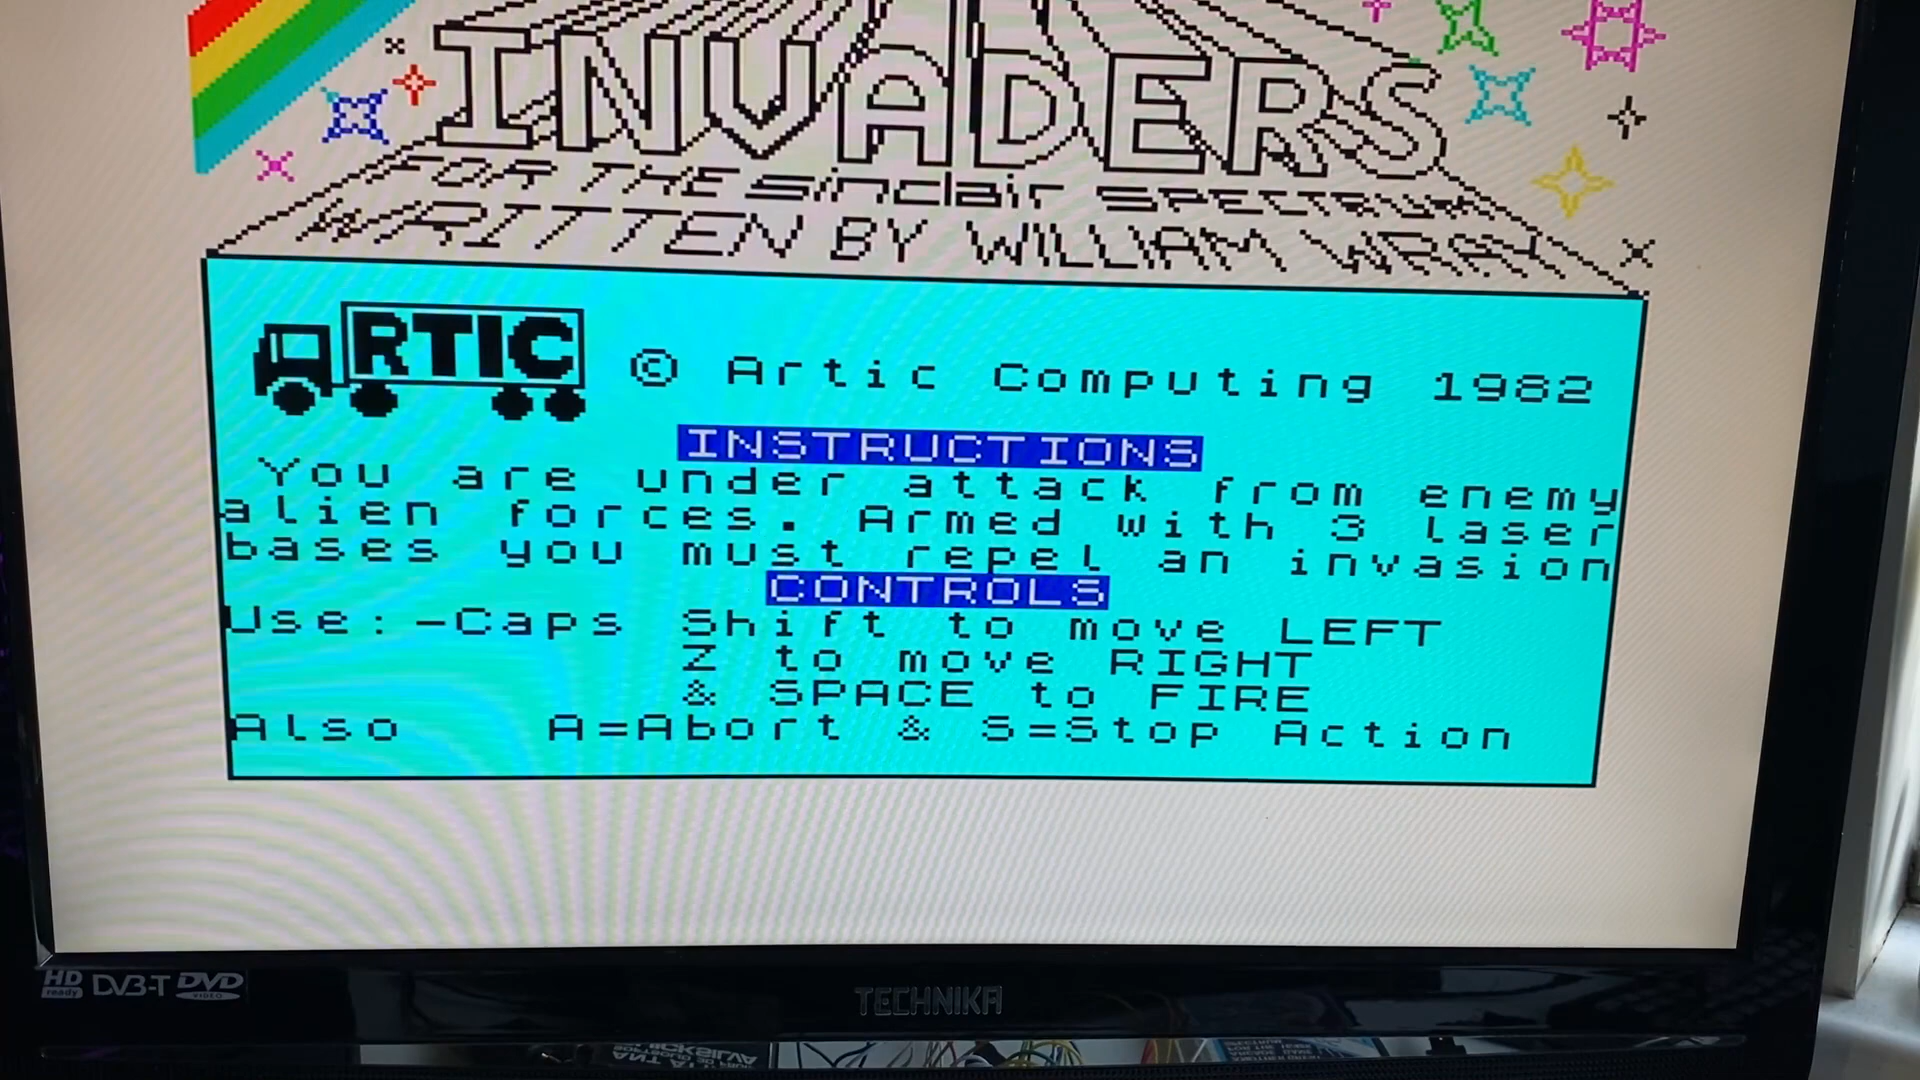 INVADERS
FOR THE sinclair SPECTRUM
WRITTEN BY WILLIAM WRAY
RTIC
© Artic Computing 1982
INSTRUCTIONS
You are under attack from enemy
alien forces. Armed with 3 laser
bases you must repel an invasion
CONTROLS
Use:-Caps Shift to move LEFT
Z to move RIGHT
& SPACE to FIRE
Also A=Abort & S=Stop Action
HD ready DVB-T DVD VIDEO
TECHNIKA